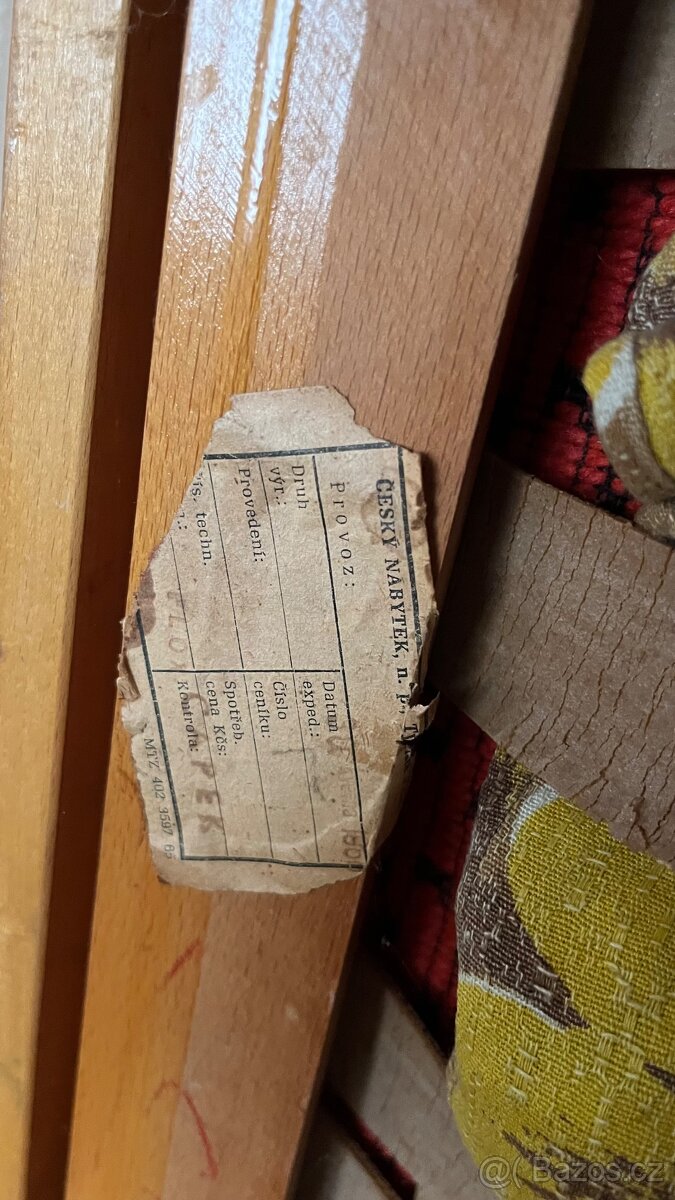 ČESKÝ NÁBYTEK, n. p.,
Provoz:
Druh
výr.:
Provedení:
techn.
Datum
exped.:
Číslo
ceníku:
Spotřeb.
cena Kčs:
Kontrola:
MTZ 402 3597 6
@ Bazos.cz